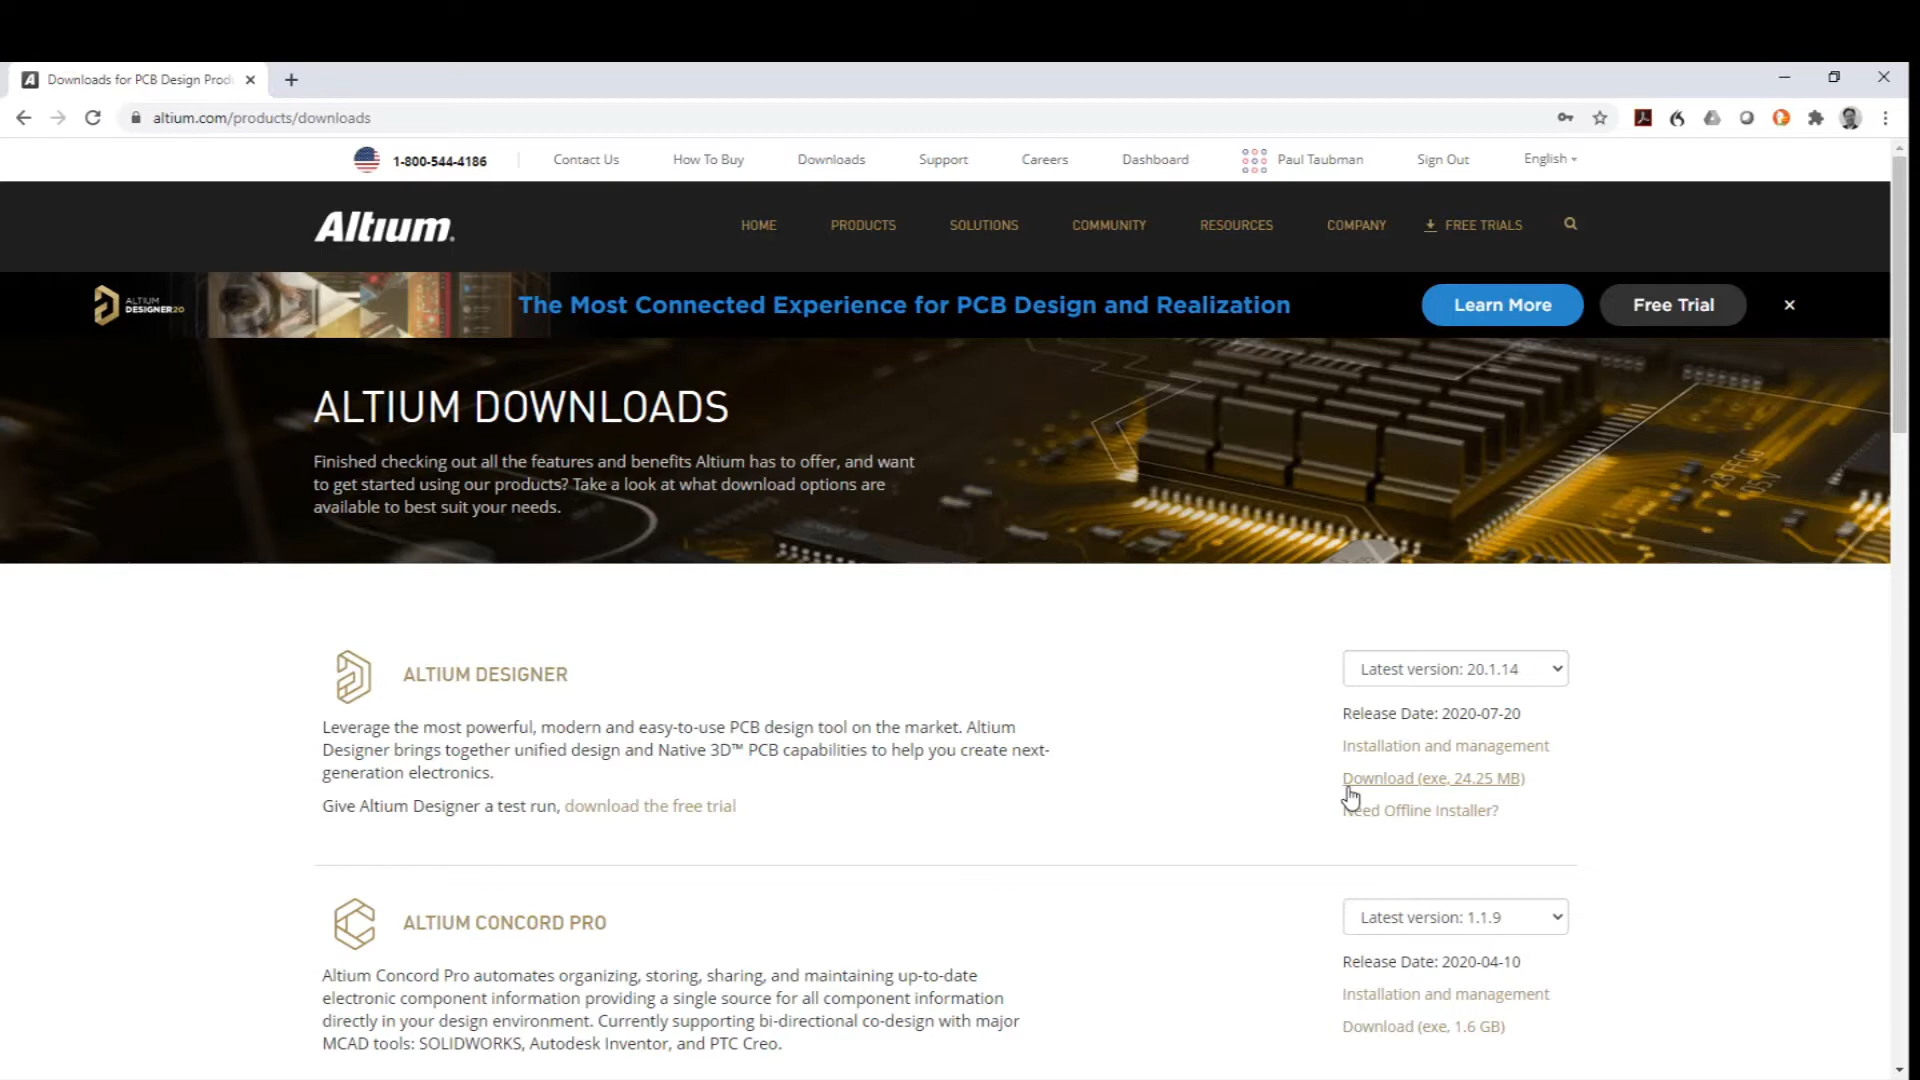 Downloads for PCB Design Prod
altium.com/products/downloads
1-800-544-4186
Contact Us
How To Buy
Downloads
Support
Careers
Dashboard
Paul Taubman
Sign Out
English
Altium.
HOME
PRODUCTS
SOLUTIONS
COMMUNITY
RESOURCES
COMPANY
FREE TRIALS
ALTIUM
DESIGNER20
The Most Connected Experience for PCB Design and Realization
Learn More
Free Trial
ALTIUM DOWNLOADS
Finished checking out all the features and benefits Altium has to offer, and want
to get started using our products? Take a look at what download options are
available to best suit your needs.
ALTIUM DESIGNER
Leverage the most powerful, modern and easy-to-use PCB design tool on the market. Altium
Designer brings together unified design and Native 3D™ PCB capabilities to help you create next-
generation electronics.
Give Altium Designer a test run, download the free trial
Latest version: 20.1.14
Release Date: 2020-07-20
Installation and management
Download (exe, 24.25 MB)
Need Offline Installer?
ALTIUM CONCORD PRO
Altium Concord Pro automates organizing, storing, sharing, and maintaining up-to-date
electronic component information providing a single source for all component information
directly in your design environment. Currently supporting bi-directional co-design with major
MCAD tools: SOLIDWORKS, Autodesk Inventor, and PTC Creo.
Latest version: 1.1.9
Release Date: 2020-04-10
Installation and management
Download (exe, 1.6 GB)